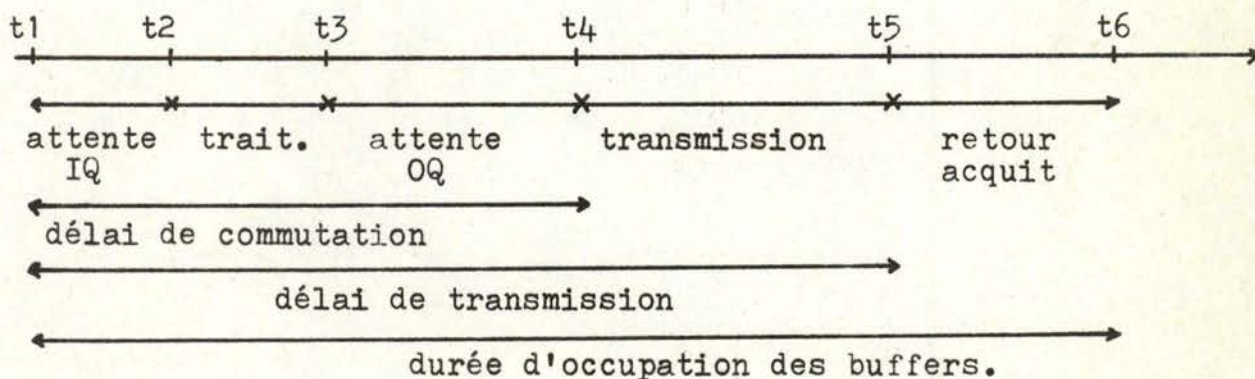 t1 t2 t3 t4 t5 t6
attente trait. attente transmission retour
IQ OQ acquit
délai de commutation
délai de transmission
durée d'occupation des buffers.